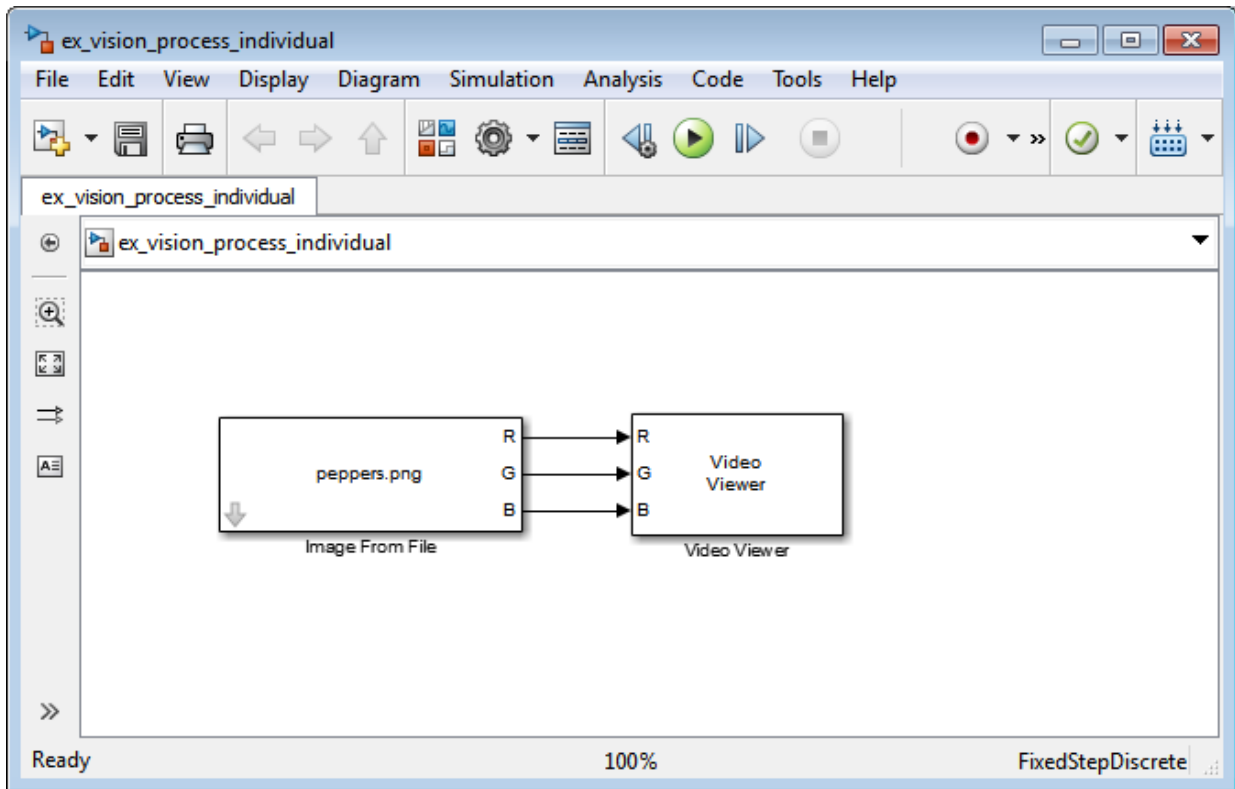 ex_vision_process_individual
File Edit View Display Diagram Simulation Analysis Code Tools Help
ex_vision_process_individual
ex_vision_process_individual
R R
peppers.png G G Video
Viewer
B B
Image From File Video Viewer
Ready 100% FixedStepDiscrete